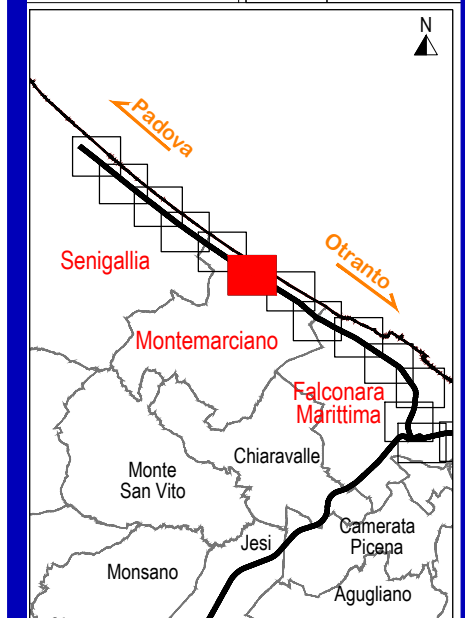 N
Padova
Otranto
Senigallia
Montemarciano
Falconara
Marittima
Chiaravalle
Monte
San Vito
Camerata
Picena
Jesi
Monsano
Agugliano